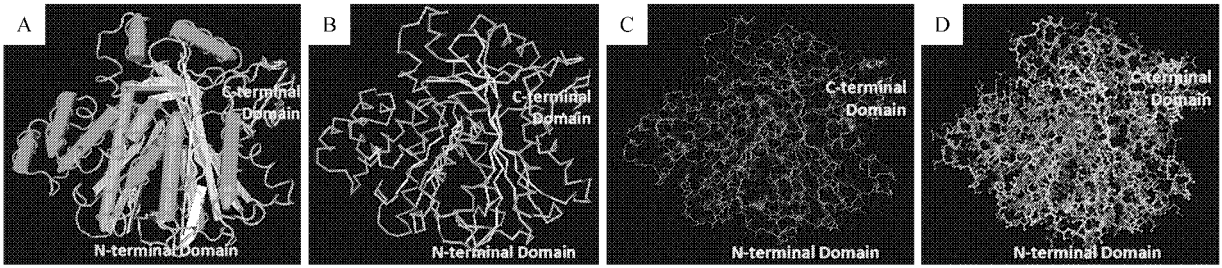 A
C-terminal
Domain
N-terminal Domain
B
C-terminal
Domain
N-terminal Domain
C
C-terminal
Domain
N-terminal Domain
D
C-terminal
Domain
N-terminal Domain